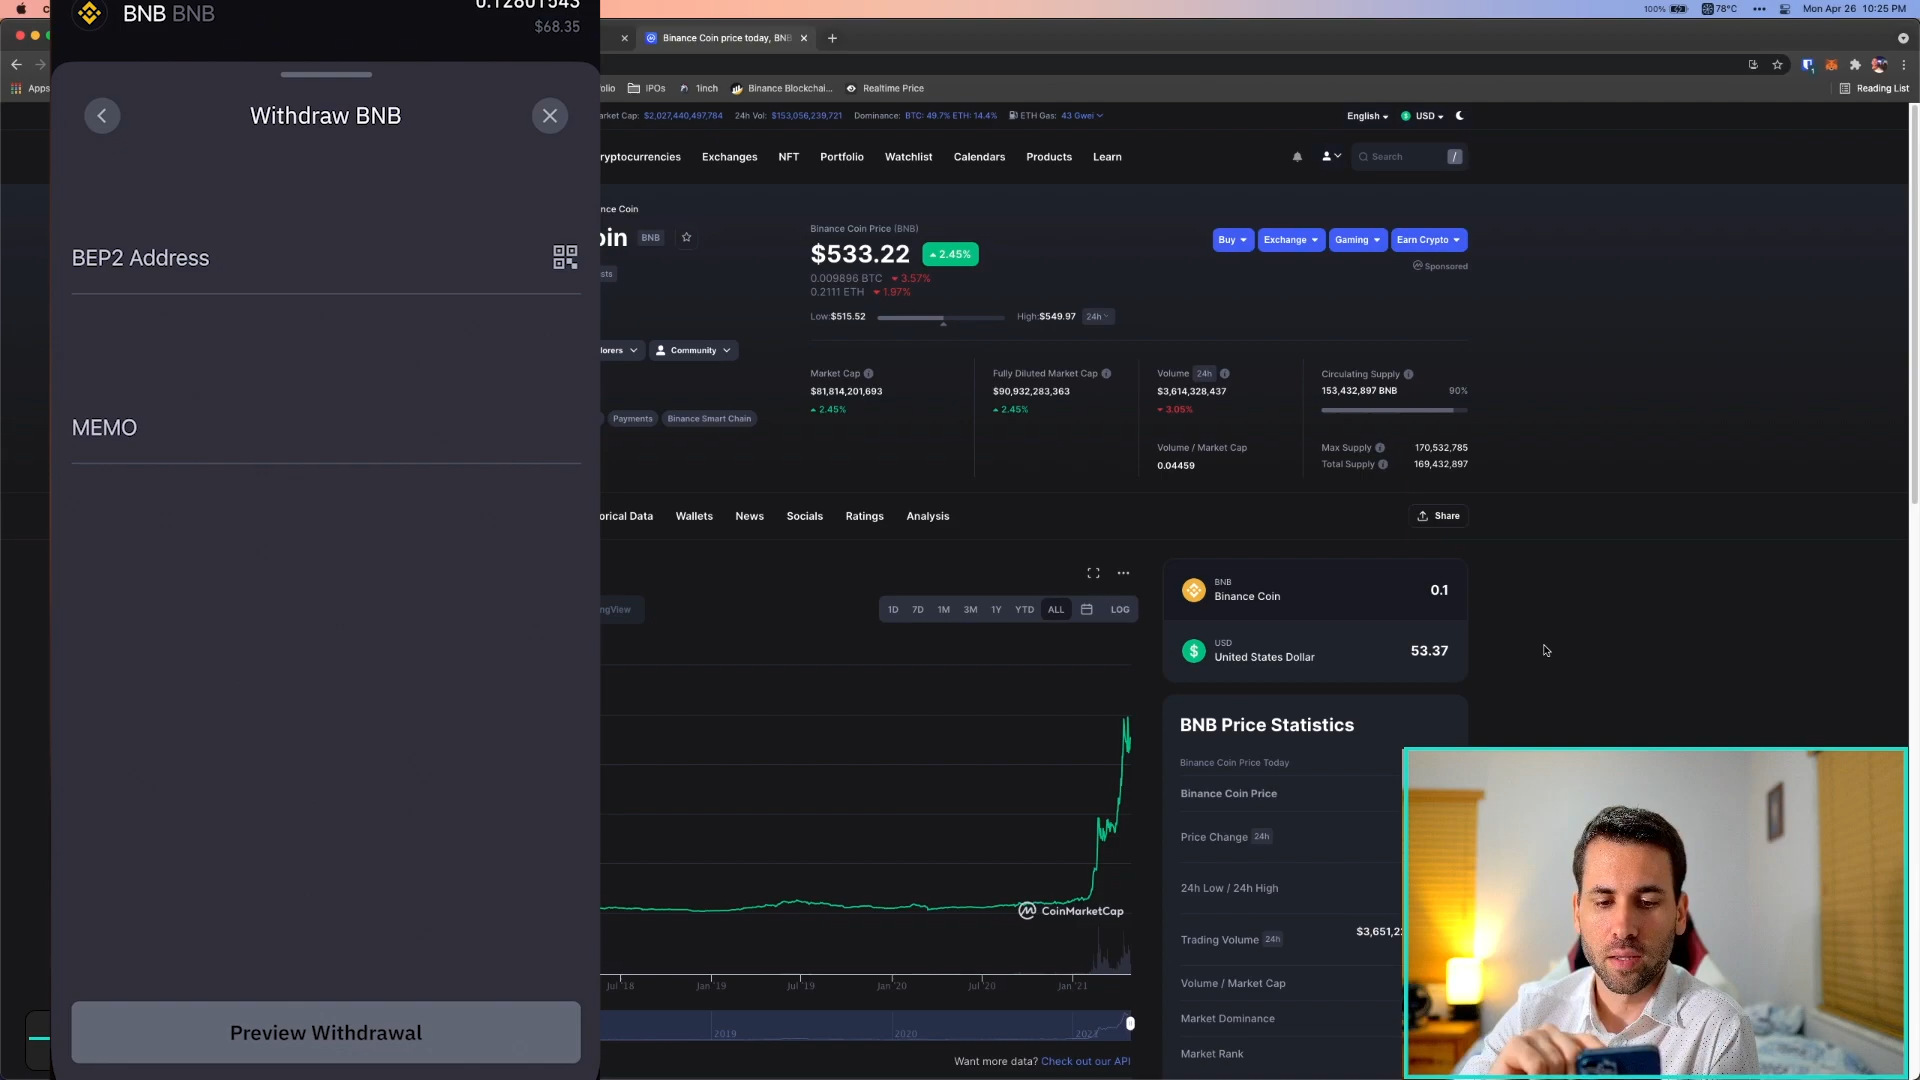 100%
78°C
Mon Apr 26 10:25 PM
Binance Coin price today, BNB
Apps
IPOs
1inch
Binance Blockchai...
Realtime Price
Reading List
BNB BNB
$68.35
Withdraw BNB
BEP2 Address
MEMO
Preview Withdrawal
arket Cap: $2,027,440,497,784
24h Vol: $153,056,239,721
Dominance: BTC: 49.7% ETH: 14.4%
ETH Gas: 43 Gwei
English
USD
ryptocurrencies
Exchanges
NFT
Portfolio
Watchlist
Calendars
Products
Learn
Search
/
nce Coin
oin
BNB
Binance Coin Price (BNB)
$533.22
2.45%
0.009896 BTC
3.57%
0.2111 ETH
1.97%
Low:$515.52
High:$549.97
24h
Buy
Exchange
Gaming
Earn Crypto
Sponsored
sts
lorers
Community
Payments
Binance Smart Chain
Market Cap
$81,814,201,693
2.45%
Fully Diluted Market Cap
$90,932,283,363
2.45%
Volume 24h
$3,614,328,437
3.05%
Volume / Market Cap
0.04459
Circulating Supply
153,432,897 BNB
90%
Max Supply
170,532,785
Total Supply
169,432,897
orical Data
Wallets
News
Socials
Ratings
Analysis
Share
ngView
1D
7D
1M
3M
1Y
YTD
ALL
LOG
CoinMarketCap
Jul '18
Jan '19
Jul '19
Jan '20
Jul '20
Jan '21
2019
2020
Want more data? Check out our API
BNB
Binance Coin
0.1
USD
United States Dollar
53.37
BNB Price Statistics
Binance Coin Price Today
Binance Coin Price
Price Change 24h
24h Low / 24h High
Trading Volume 24h
$3,651,2
Volume / Market Cap
Market Dominance
Market Rank